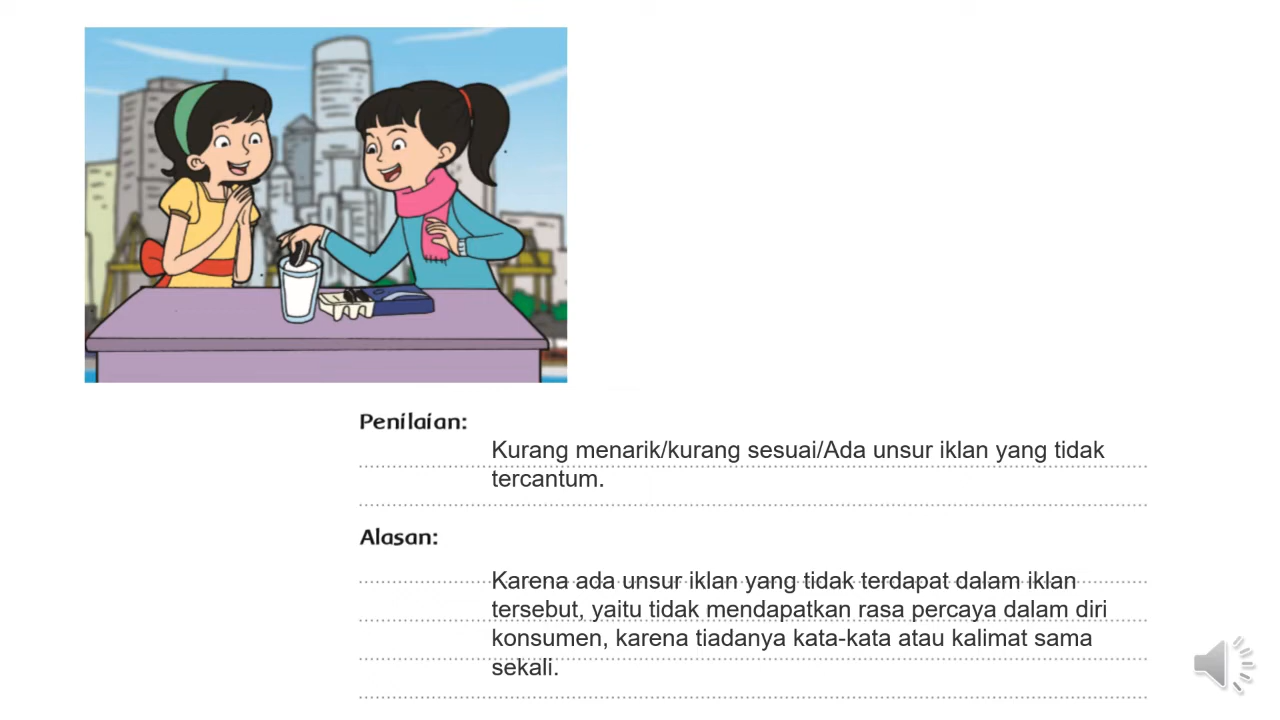 Penilaian:
Kurang menarik/kurang sesuai/Ada unsur iklan yang tidak
tercantum.
Alasan:
Karena ada unsur iklan yang tidak terdapat dalam iklan
tersebut, yaitu tidak mendapatkan rasa percaya dalam diri
konsumen, karena tiadanya kata-kata atau kalimat sama
sekali.